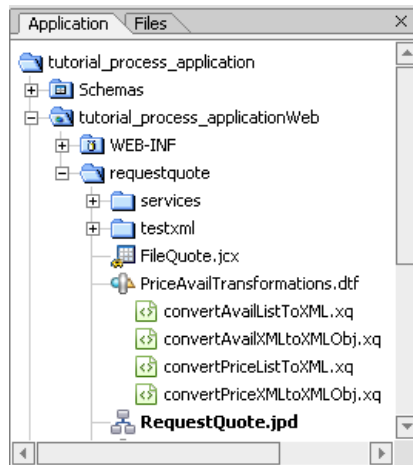 Application Files
tutorial_process_application
Schemas
tutorial_process_applicationWeb
WEB-INF
requestquote
services
testxml
FileQuote.jcx
PriceAvailTransformations.dtf
convertAvailListToXML.xq
convertAvailXMLtoXMLObj.xq
convertPriceListToXML.xq
convertPriceXMLtoXMLObj.xq
RequestQuote.jpd